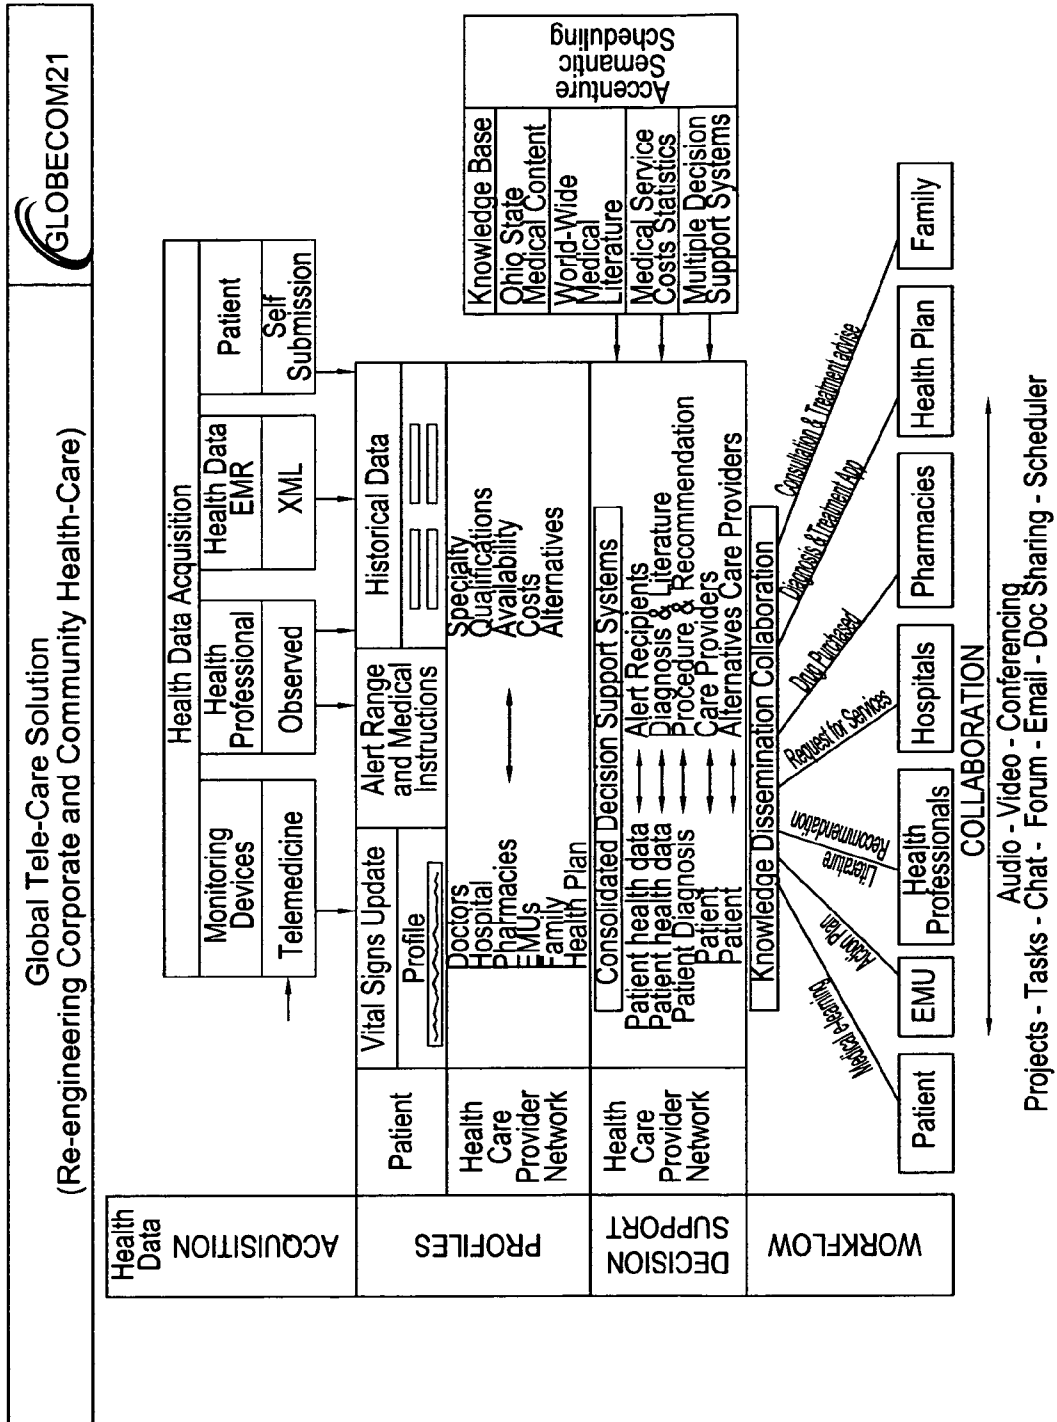 Global Tele-Care Solution
(Re-engineering Corporate and Community Health-Care)
GLOBECOM21
Health
Data
ACQUISITION
Health Data Acquisition
Monitoring
Devices
Telemedicine
Health
Professional
Observed
Health Data
EMR
XML
Patient
Self
Submission
PROFILES
Patient
Vital Signs Update
Profile
Alert Range
and Medical
Instructions
Historical Data
Health
Care
Provider
Network
Doctors
Hospital
Pharmacies
EMUs
Family
Health Plan
Specialty
Qualifications
Availability
Costs
Alternatives
Knowledge Base
Ohio State
Medical Content
World-Wide
Medical
Literature
Medical Service
Costs Statistics
Multiple Decision
Support Systems
Accenture
Semantic
Scheduling
DECISION
SUPPORT
Health
Care
Provider
Network
Consolidated Decision Support Systems
Patient health data
Alert Recipients
Patient health data
Diagnosis & Literature
Patient Diagnosis
Procedure & Recommendation
Patient
Care Providers
Patient
Alternatives Care Providers
WORKFLOW
Knowledge Dissemination Collaboration
Medical e-learning
Action Plan
Literature
Recommendation
Request for Services
Drug Purchased
Diagnosis & Treatment App
Consultation & Treatment advise
Patient
EMU
Health
Professionals
Hospitals
Pharmacies
Health Plan
Family
COLLABORATION
Audio - Video - Conferencing
Projects - Tasks - Chat - Forum - Email - Doc Sharing - Scheduler